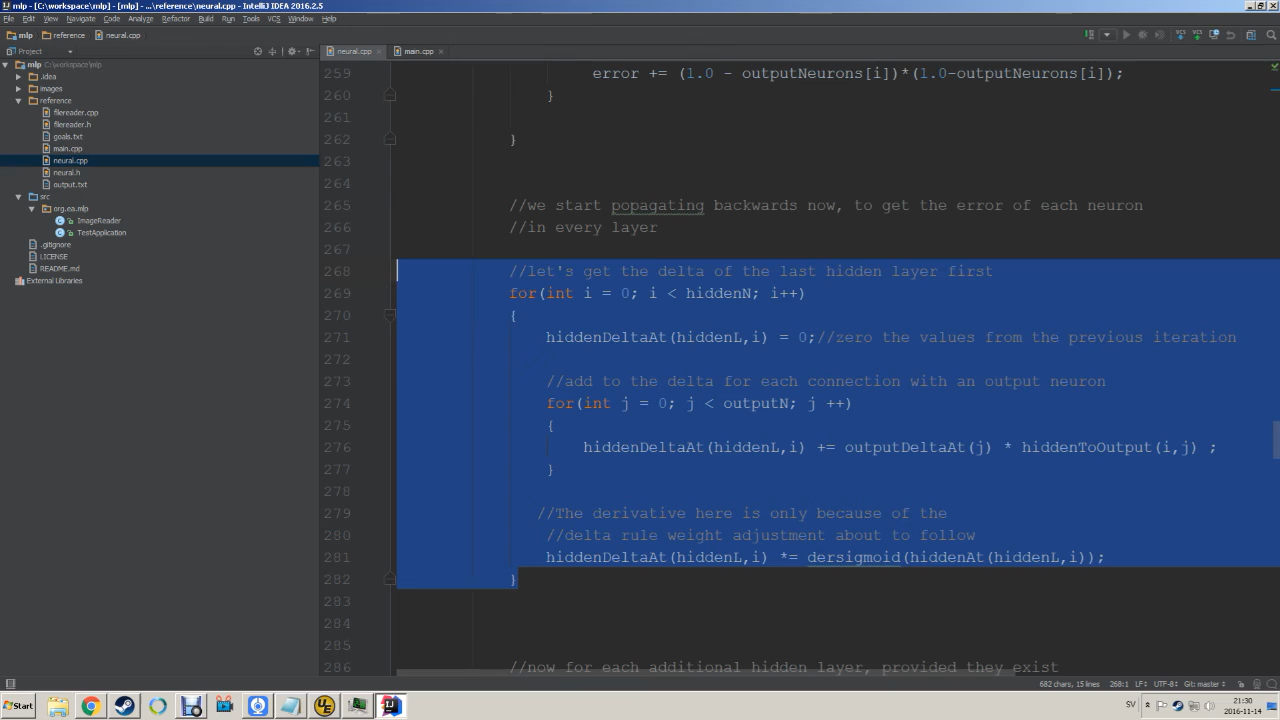 mlp - [C:\workspace\mlp] - [mlp] - ...\reference\neural.cpp - IntelliJ IDEA 2016.2.5
File Edit View Navigate Code Analyze Refactor Build Run Tools VCS Window Help
mlp reference neural.cpp
Project
neural.cpp main.cpp
mlp C:\workspace\mlp
.idea
images
reference
filereader.cpp
filereader.h
goals.txt
main.cpp
neural.cpp
neural.h
output.txt
src
org.ea.mlp
ImageReader
TestApplication
.gitignore
LICENSE
README.md
External Libraries
259 error += (1.0 - outputNeurons[i])*(1.0-outputNeurons[i]);
260 }
261
262 }
263
264
265 //we start popagating backwards now, to get the error of each neuron
266 //in every layer
267
268 //let's get the delta of the last hidden layer first
269 for(int i = 0; i < hiddenN; i++)
270 {
271 hiddenDeltaAt(hiddenL,i) = 0;//zero the values from the previous iteration
272
273 //add to the delta for each connection with an output neuron
274 for(int j = 0; j < outputN; j ++)
275 {
276 hiddenDeltaAt(hiddenL,i) += outputDeltaAt(j) * hiddenToOutput(i,j) ;
277 }
278
279 //The derivative here is only because of the
280 //delta rule weight adjustment about to follow
281 hiddenDeltaAt(hiddenL,i) *= dersigmoid(hiddenAt(hiddenL,i));
282 }
283
284
285
286 //now for each additional hidden layer, provided they exist
682 chars, 15 lines 268:1 LF÷ UTF-8÷ Git: master÷
Start SV 21:30
2016-11-14